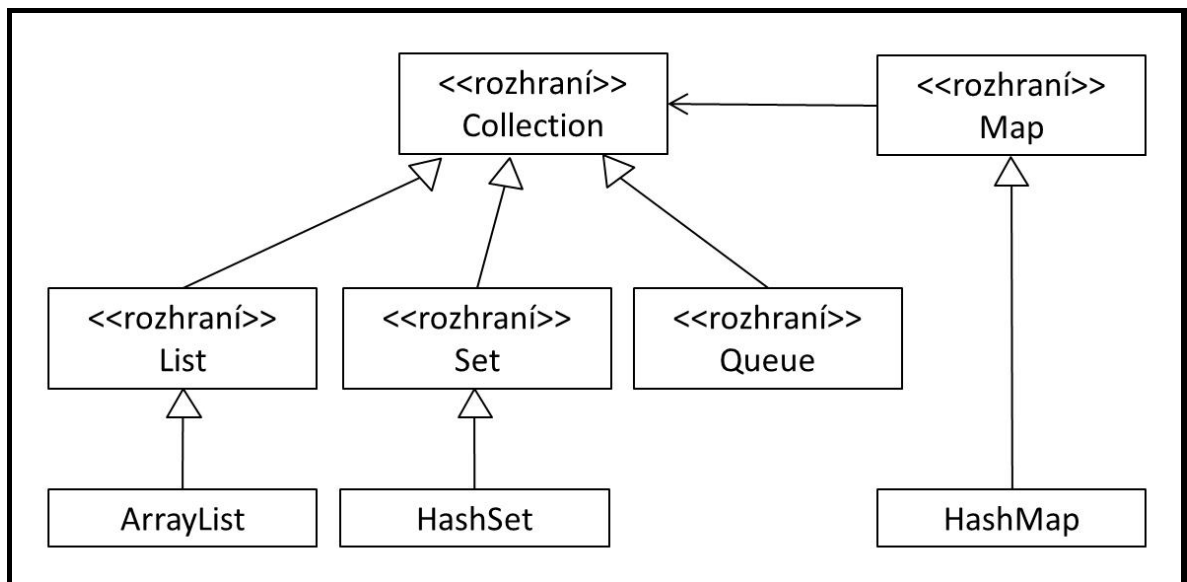 <<rozhraní>>
Collection
<<rozhraní>>
Map
<<rozhraní>>
List
<<rozhraní>>
Set
<<rozhraní>>
Queue
ArrayList
HashSet
HashMap